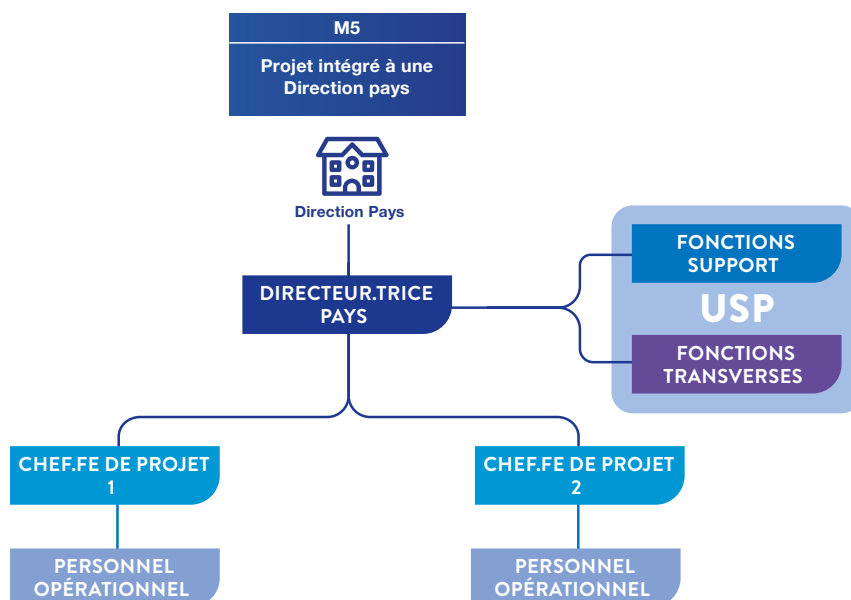 M5
Projet intégré à une
Direction pays
Direction Pays
DIRECTEUR.TRICE
PAYS
FONCTIONS
SUPPORT
USP
FONCTIONS
TRANSVERSES
CHEF.FE DE PROJET
1
CHEF.FE DE PROJET
2
PERSONNEL
OPÉRATIONNEL
PERSONNEL
OPÉRATIONNEL